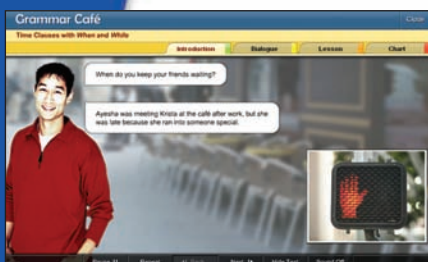 Grammar Café
Close
Time Clauses with When and While
Introduction
Dialogue
Lesson
Chart
When do you keep your friends waiting?
Ayesha was meeting Krista at the café after work, but she
was late because she ran into someone special.
Hide Text
Sound Off